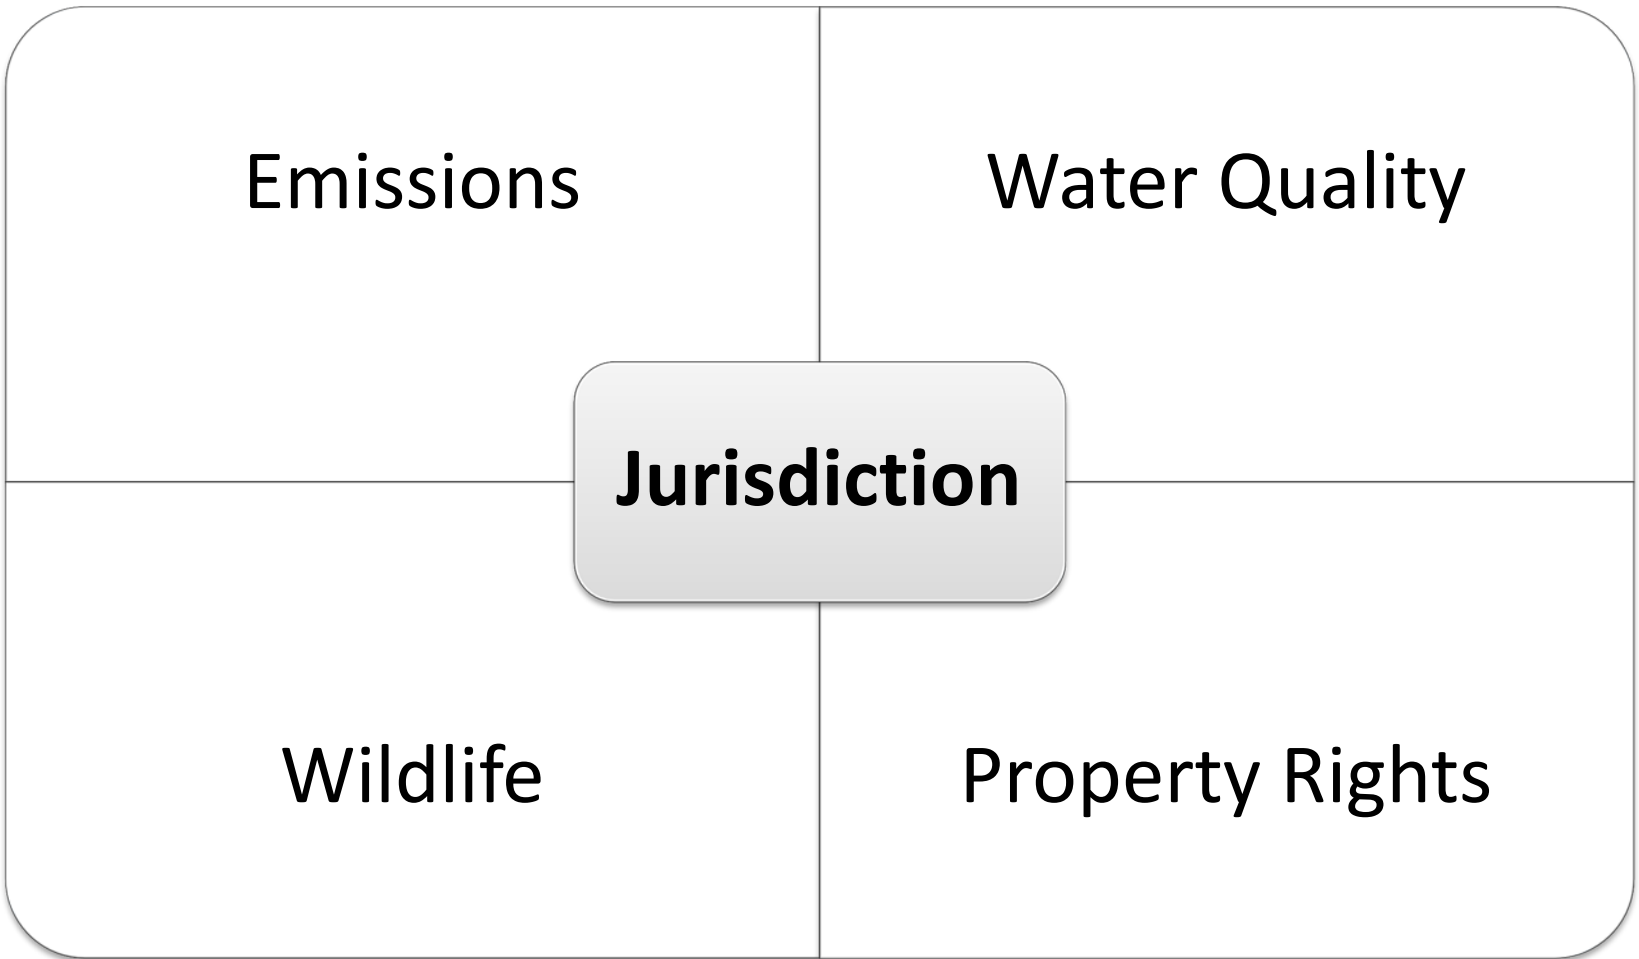 Emissions
Water Quality
Jurisdiction
Wildlife
Property Rights